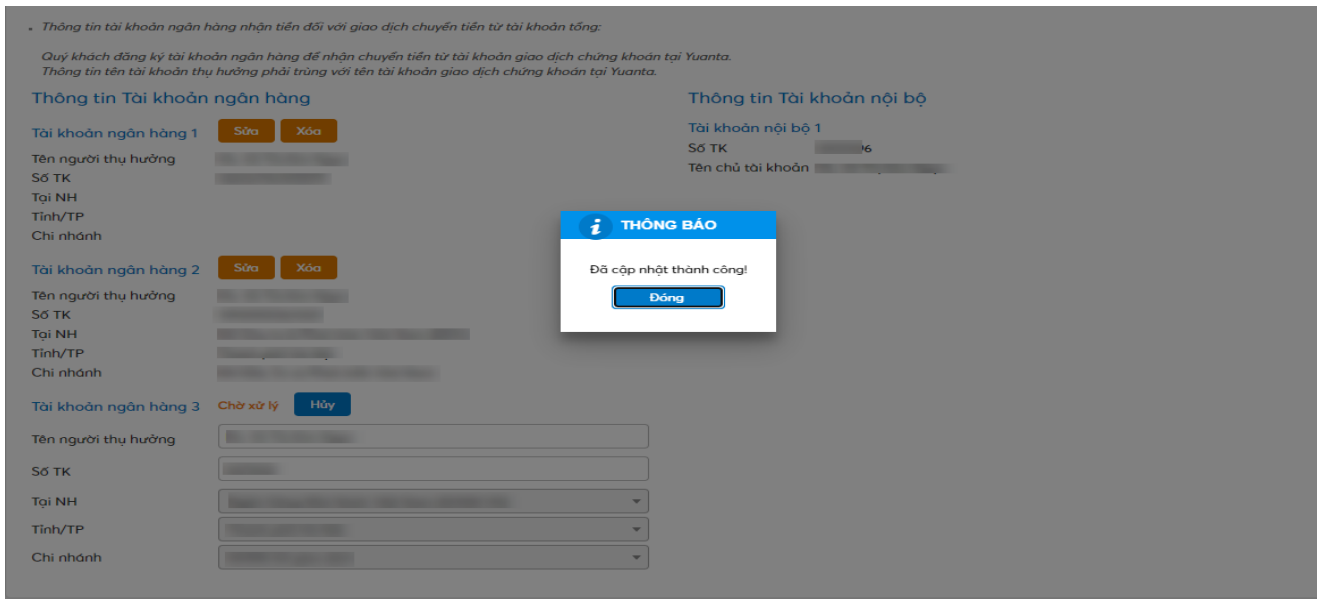 • Thông tin tài khoản ngân hàng nhận tiền đối với giao dịch chuyển tiền từ tài khoản tổng:
Quý khách đăng ký tài khoản ngân hàng để nhận chuyển tiền từ tài khoản giao dịch chứng khoán tại Yuanta.
Thông tin tên tài khoản thụ hưởng phải trùng với tên tài khoản giao dịch chứng khoán tại Yuanta.
Thông tin Tài khoản ngân hàng
Tài khoản ngân hàng 1 Sửa Xóa
Tên người thụ hưởng
Số TK
Tại NH
Tỉnh/TP
Chi nhánh
Tài khoản ngân hàng 2 Sửa Xóa
Tên người thụ hưởng
Số TK
Tại NH
Tỉnh/TP
Chi nhánh
Tài khoản ngân hàng 3 Chờ xử lý Hủy
Tên người thụ hưởng
Số TK
Tại NH
Tỉnh/TP
Chi nhánh
Thông tin Tài khoản nội bộ
Tài khoản nội bộ 1
Số TK
Tên chủ tài khoản
THÔNG BÁO
Đã cập nhật thành công!
Đóng